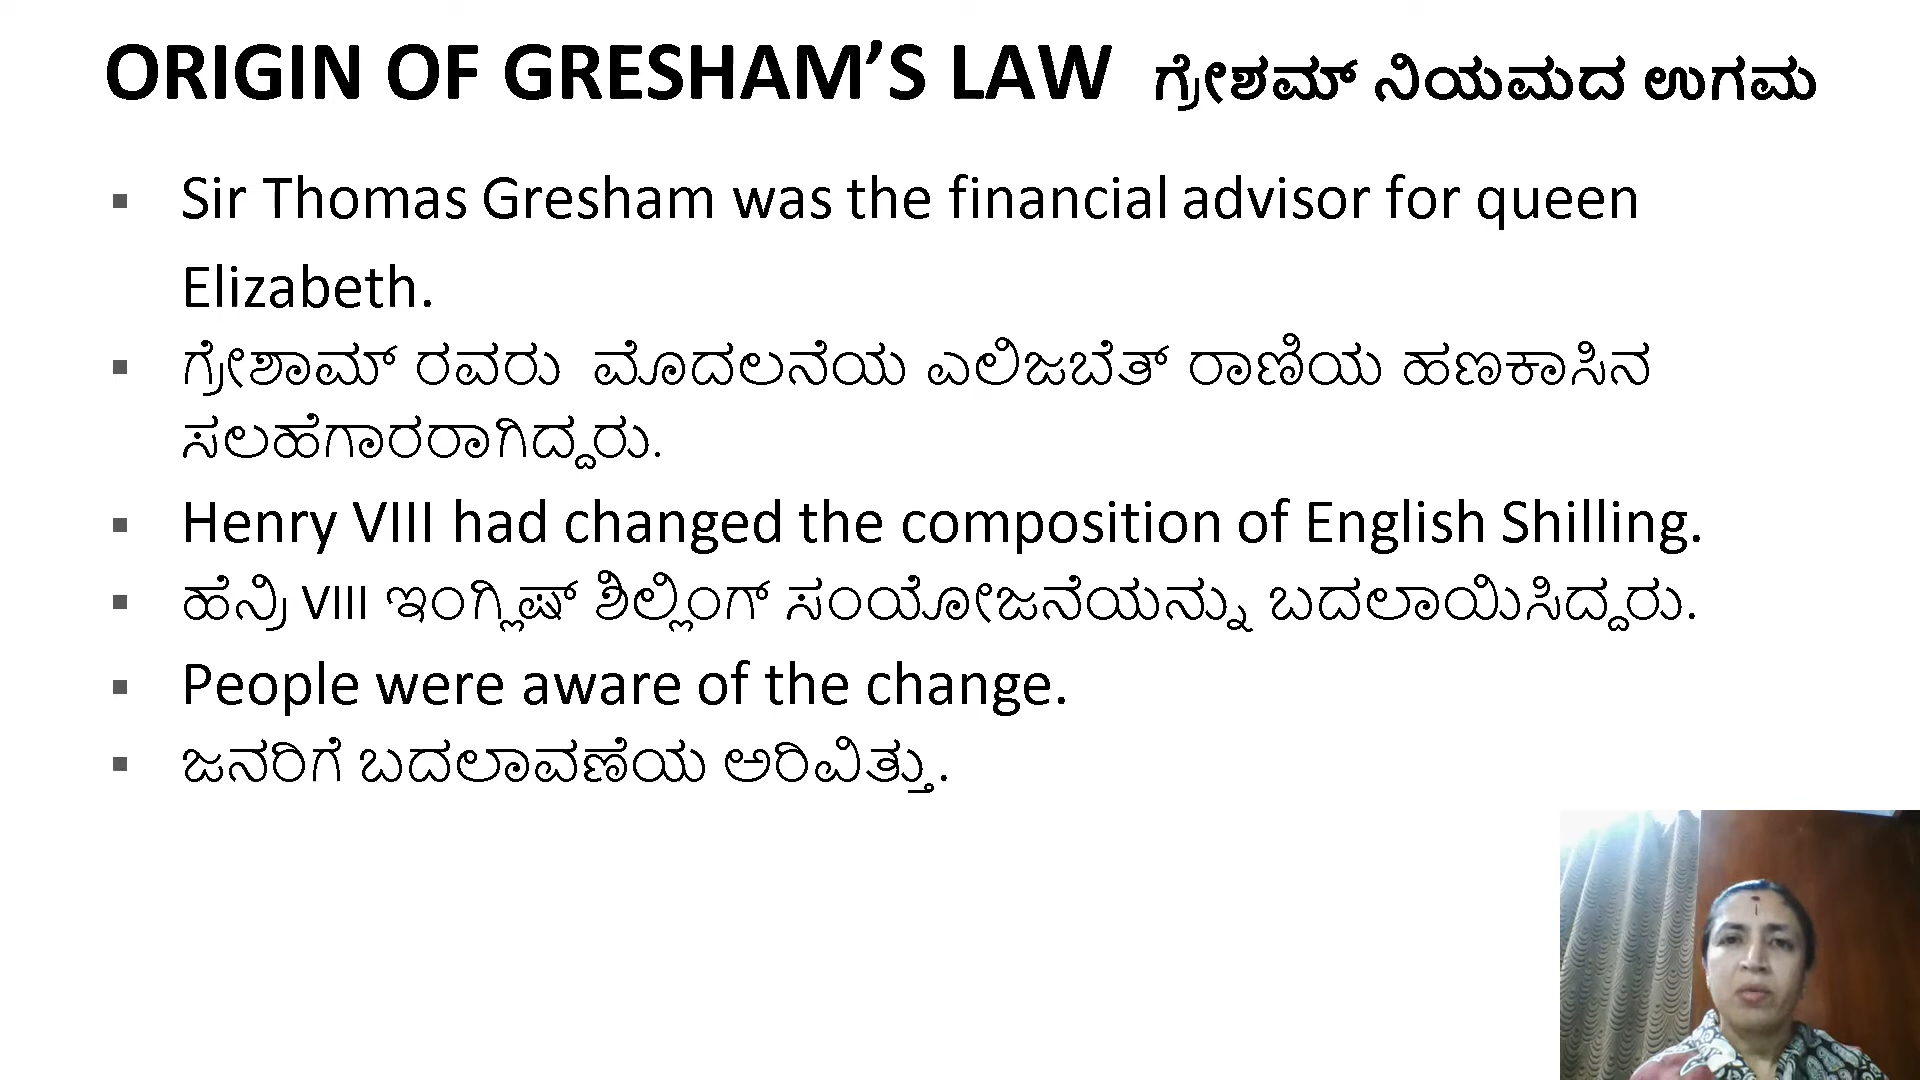 ORIGIN OF GRESHAM’S LAW ಗ್ರೇಶಮ್ ನಿಯಮದ ಉಗಮ
▪ Sir Thomas Gresham was the financial advisor for queen
Elizabeth.
▪ ಗ್ರೇಶಾಮ್ ರವರು ಮೊದಲನೆಯ ಎಲಿಜಬೆತ್ ರಾಣಿಯ ಹಣಕಾಸಿನ
ಸಲಹೆಗಾರರಾಗಿದ್ದರು.
▪ Henry VIII had changed the composition of English Shilling.
▪ ಹೆನ್ರಿ VIII ಇಂಗ್ಲಿಷ್ ಶಿಲ್ಲಿಂಗ್ ಸಂಯೋಜನೆಯನ್ನು ಬದಲಾಯಿಸಿದ್ದರು.
▪ People were aware of the change.
▪ ಜನರಿಗೆ ಬದಲಾವಣೆಯ ಅರಿವಿತ್ತು.